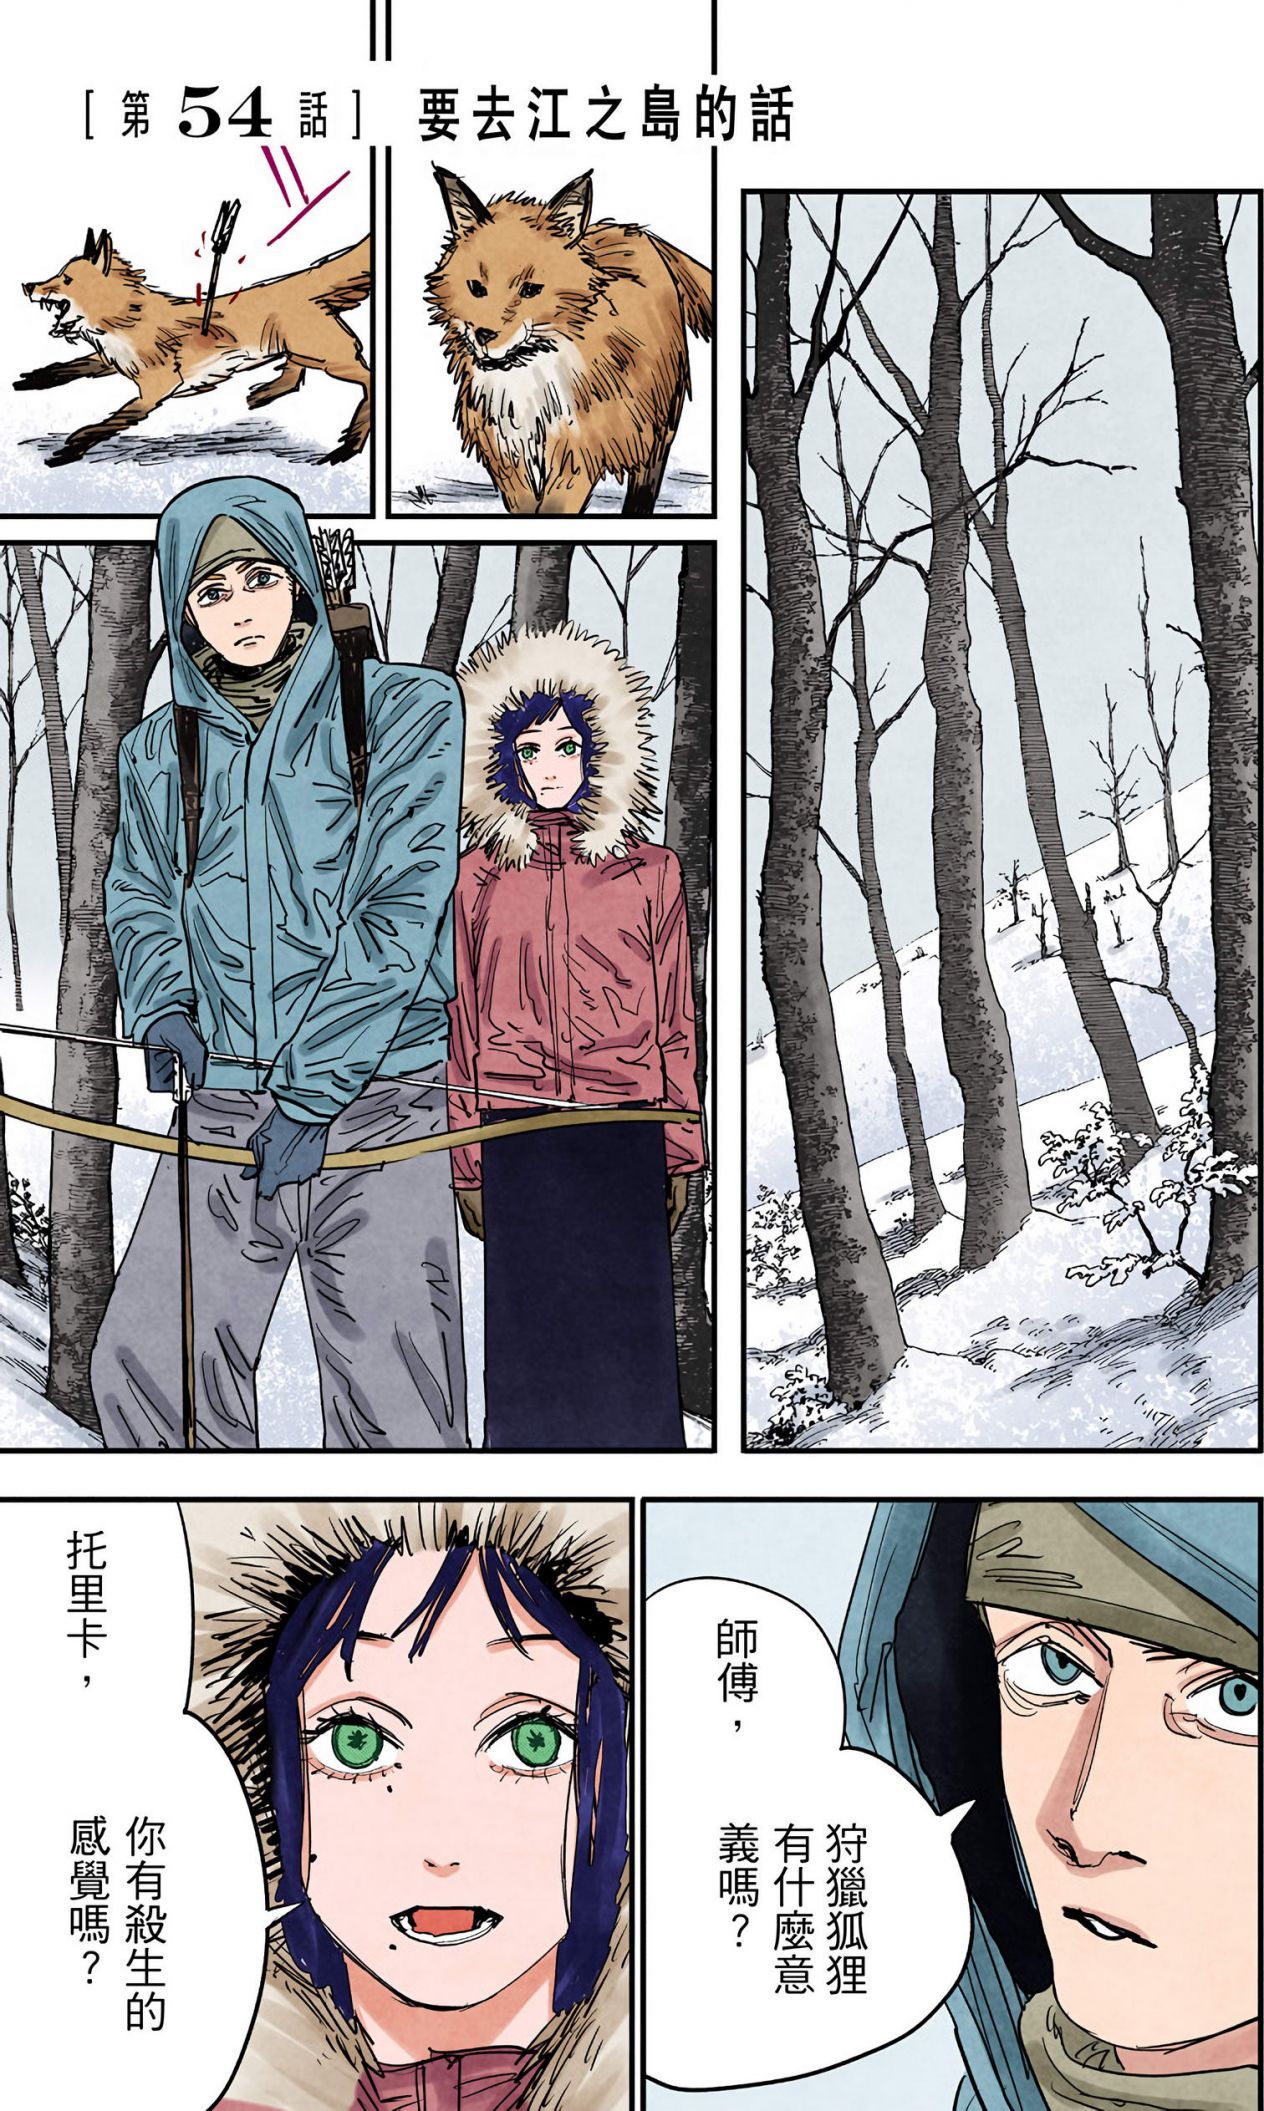 [第54話] 要去江之島的話
師傅，
狩獵狐狸
有什麼意
義嗎？
托里卡，
你有殺生的
感覺嗎？